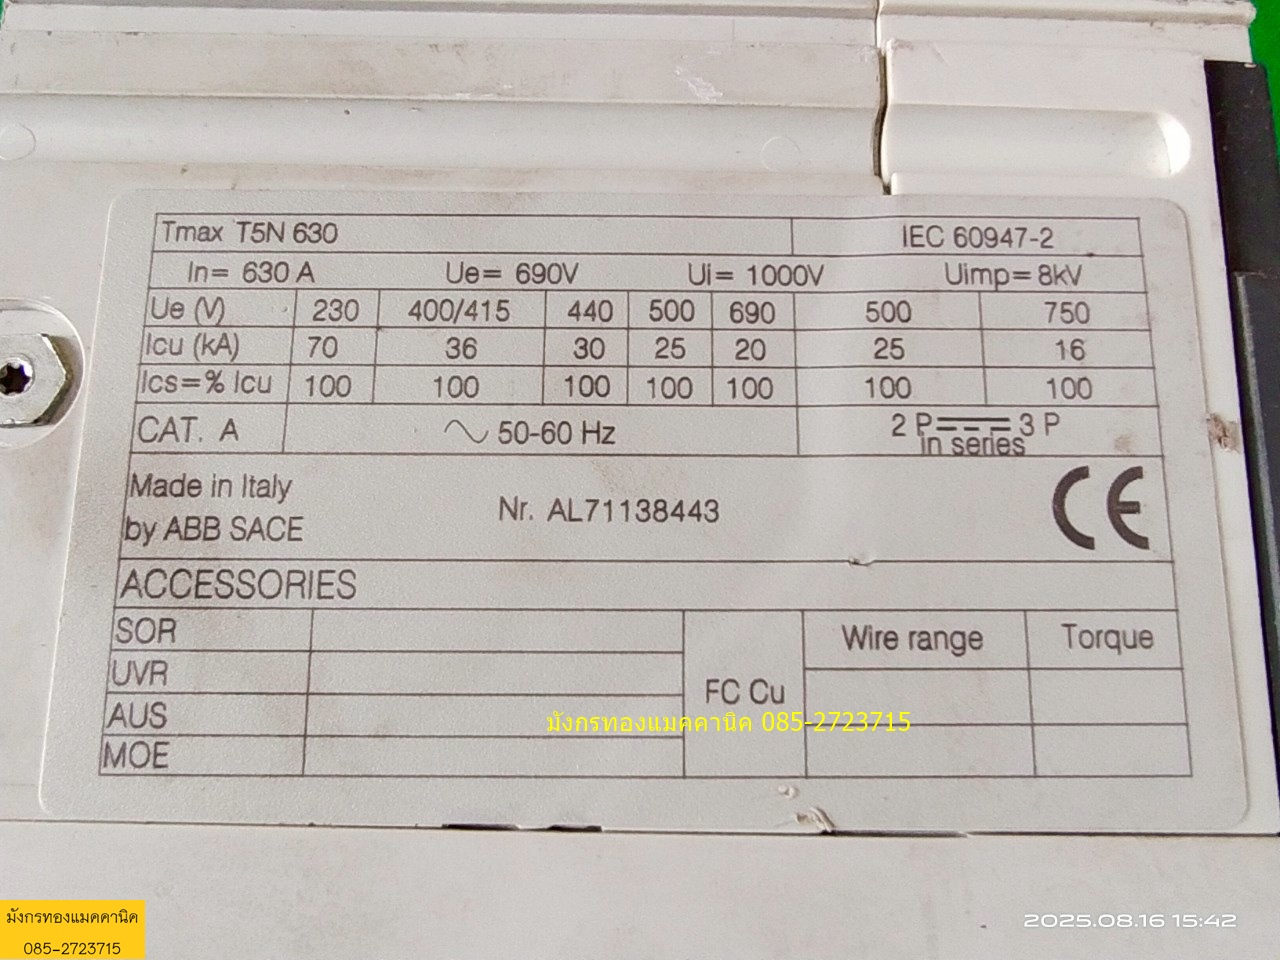 Tmax T5N 630 IEC 60947-2
In= 630 A Ue= 690V Ui= 1000V Uimp= 8kV
Ue (V) 230 400/415 440 500 690 500 750
Icu (kA) 70 36 30 25 20 25 16
Ics=% Icu 100 100 100 100 100 100 100
CAT. A 50-60 Hz 2 P 3 P
in series
Made in Italy
by ABB SACE
Nr. AL71138443
CE
ACCESSORIES
SOR
UVR
AUS
MOE
FC Cu
Wire range Torque
มังกรทองแมคคานิค 085-2723715
มังกรทองแมคคานิค
085-2723715
2025.08.16 15:42